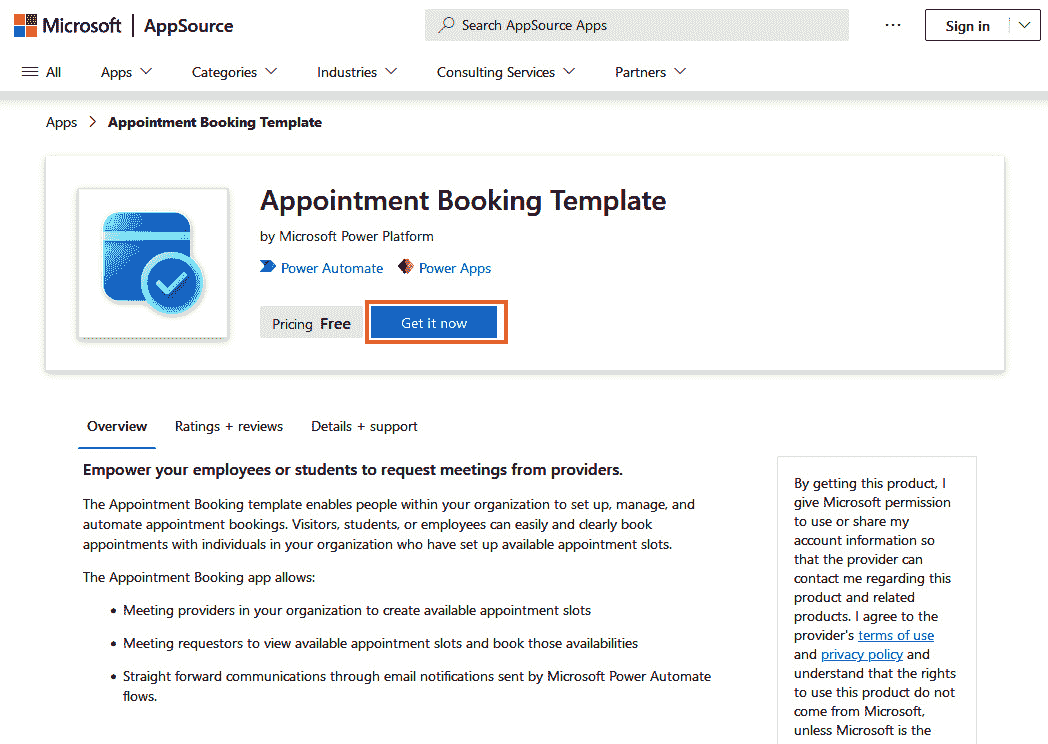 Microsoft | AppSource
Search AppSource Apps
... Sign in
All Apps Categories Industries Consulting Services Partners
Apps > Appointment Booking Template
Appointment Booking Template
by Microsoft Power Platform
Power Automate Power Apps
Pricing Free Get it now
Overview Ratings + reviews Details + support
Empower your employees or students to request meetings from providers.
The Appointment Booking template enables people within your organization to set up, manage, and
automate appointment bookings. Visitors, students, or employees can easily and clearly book
appointments with individuals in your organization who have set up available appointment slots.
The Appointment Booking app allows:
• Meeting providers in your organization to create available appointment slots
• Meeting requestors to view available appointment slots and book those availabilities
• Straight forward communications through email notifications sent by Microsoft Power Automate
flows.
By getting this product, I
give Microsoft permission
to use or share my
account information so
that the provider can
contact me regarding this
product and related
products. I agree to the
provider's terms of use
and privacy policy and
understand that the rights
to use this product do not
come from Microsoft,
unless Microsoft is the